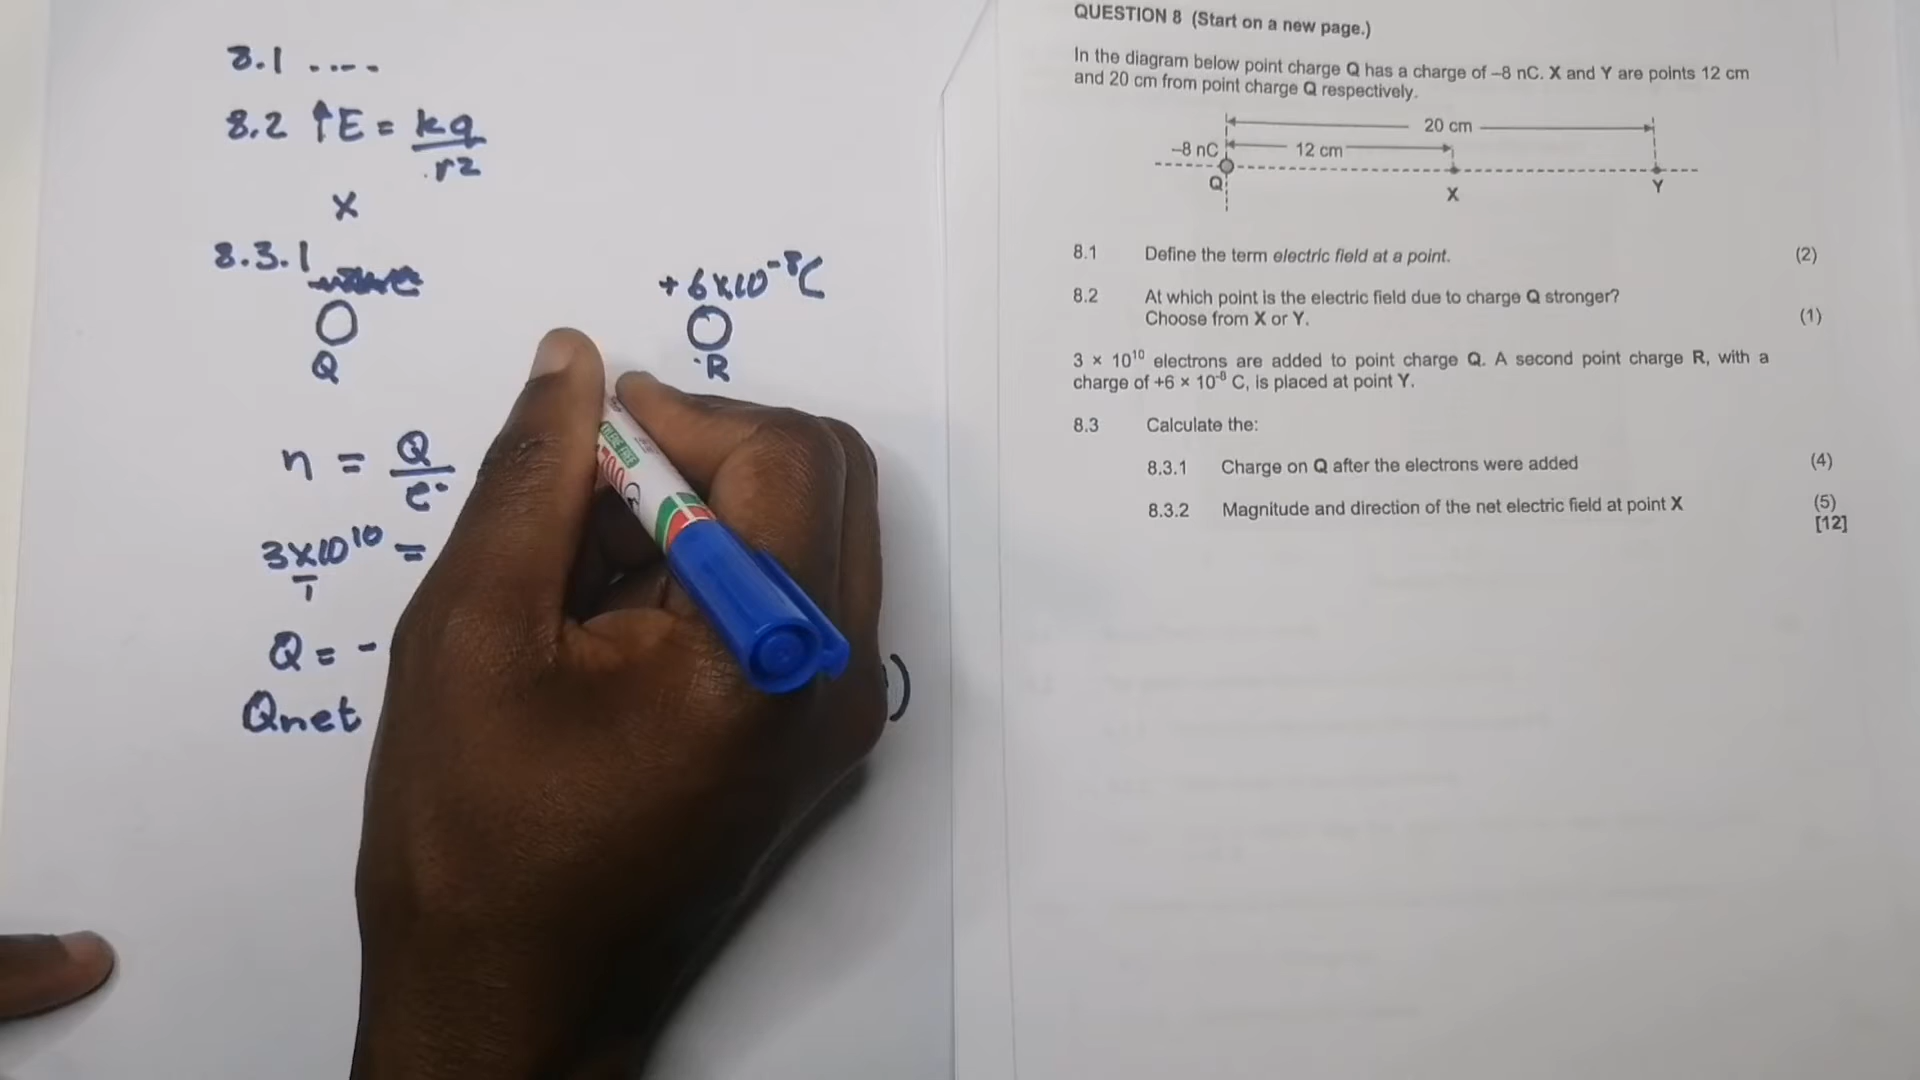 8.1 ....
8.2 ↑E = kq
r2
X
8.3.1
+6×10⁻⁸C
Q
R
n = Q
e⁻
3×10¹⁰ =
1
Q = -
Qnet
)
QUESTION 8 (Start on a new page.)
In the diagram below point charge Q has a charge of –8 nC. X and Y are points 12 cm
and 20 cm from point charge Q respectively.
20 cm
–8 nC
12 cm
Q
X
Y
8.1 Define the term electric field at a point. (2)
8.2 At which point is the electric field due to charge Q stronger?
Choose from X or Y. (1)
3 × 10¹⁰ electrons are added to point charge Q. A second point charge R, with a
charge of +6 × 10⁻⁸ C, is placed at point Y.
8.3 Calculate the:
8.3.1 Charge on Q after the electrons were added (4)
8.3.2 Magnitude and direction of the net electric field at point X (5)
[12]